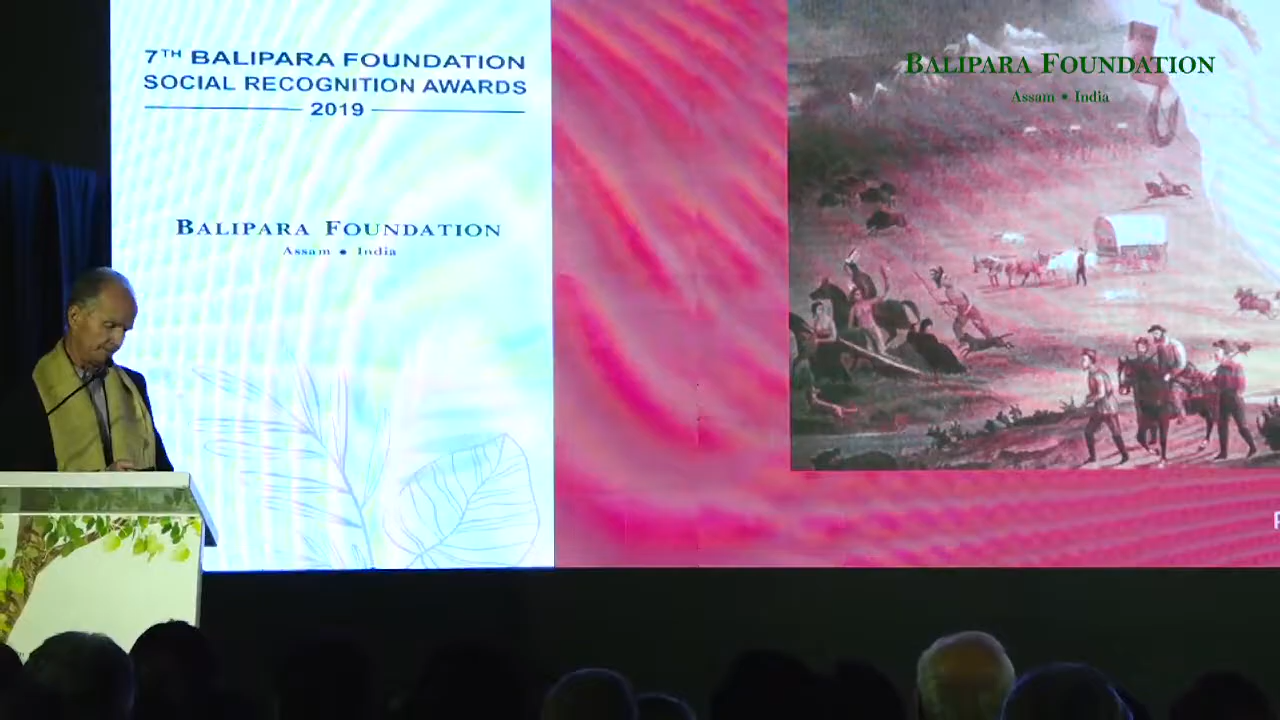 7TH BALIPARA FOUNDATION
SOCIAL RECOGNITION AWARDS
2019
BALIPARA FOUNDATION
Assam • India
BALIPARA FOUNDATION
Assam • India